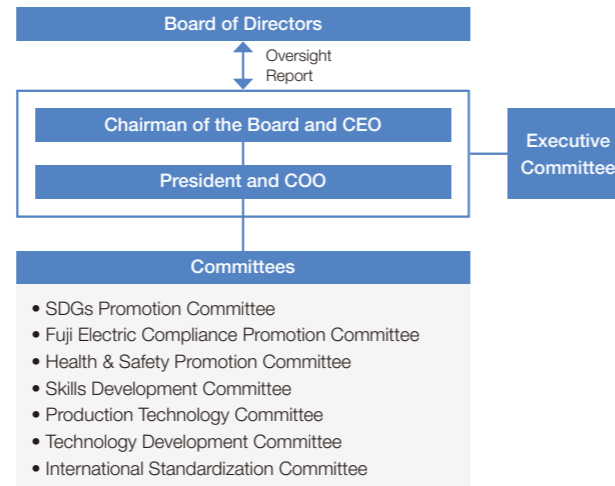 Board of Directors
Oversight
Report
Chairman of the Board and CEO
President and COO
Executive
Committee
Committees
• SDGs Promotion Committee
• Fuji Electric Compliance Promotion Committee
• Health & Safety Promotion Committee
• Skills Development Committee
• Production Technology Committee
• Technology Development Committee
• International Standardization Committee